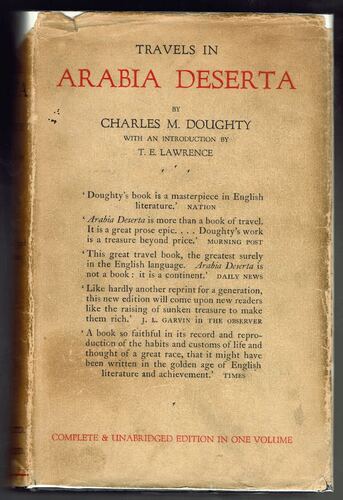 TRAVELS IN
ARABIA DESERTA
BY
CHARLES M. DOUGHTY
WITH AN INTRODUCTION BY
T. E. LAWRENCE
‘Doughty's book is a masterpiece in English
literature.’ NATION
‘Arabia Deserta is more than a book of travel.
It is a great prose epic. . . . Doughty's work
is a treasure beyond price.’ MORNING POST
‘This great travel book, the greatest surely
in the English language. Arabia Deserta is
not a book: it is a continent.’ DAILY NEWS
‘Like hardly another reprint for a generation,
this new edition will come upon new readers
like the raising of sunken treasure to make
them rich.’ J. L. GARVIN in THE OBSERVER
‘A book so faithful in its record and repro-
duction of the habits and customs of life and
thought of a great race, that it might have
been written in the golden age of English
literature and achievement.’ TIMES
COMPLETE & UNABRIDGED EDITION IN ONE VOLUME